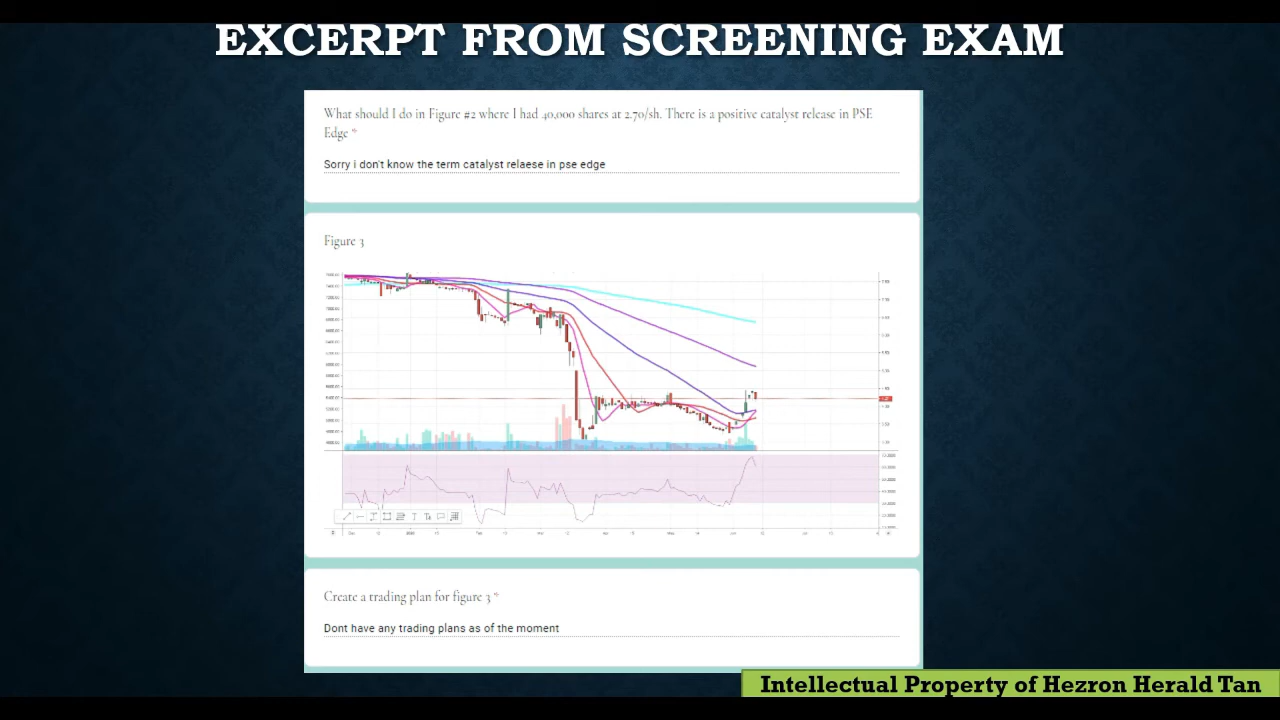 EXCERPT FROM SCREENING EXAM
What should I do in Figure #2 where I had 40,000 shares at 2.70/sh. There is a positive catalyst release in PSE
Edge *
Sorry i don't know the term catalyst relaese in pse edge
Figure 3
Create a trading plan for figure 3 *
Dont have any trading plans as of the moment
Intellectual Property of Hezron Herald Tan